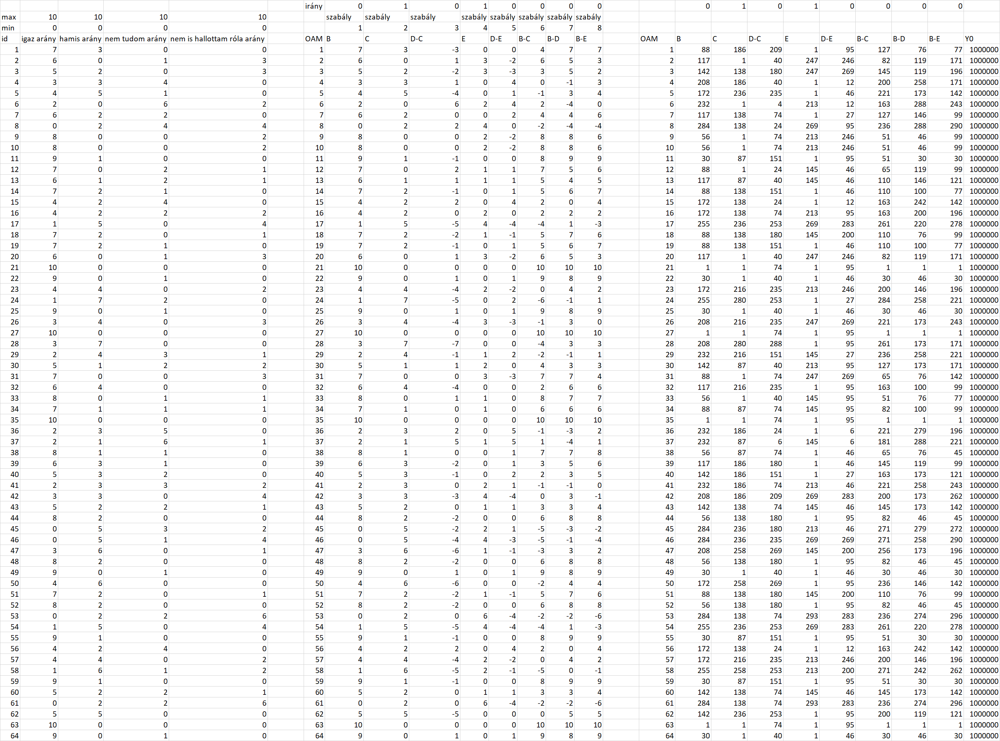 irány 0 1 0 1 0 0 0 0 0 1 0 1 0 0 0 0
max 10 10 10 10 szabály szabály szabály szabály szabály szabály szabály szabály
min 0 0 0 0 1 2 3 4 5 6 7 8
id igaz arány hamis arány nem tudom arány nem is hallottam róla arány OAM B C D-C E D-E B-C B-D B-E OAM B C D-C E D-E B-C B-D B-E Y0
1 7 3 0 0 1 7 3 -3 0 0 4 7 7 1 88 186 209 1 95 127 76 77 1000000
2 6 0 1 3 2 6 0 1 3 -2 6 5 3 2 117 1 40 247 246 82 119 171 1000000
3 5 2 0 3 3 5 2 -2 3 -3 3 5 2 3 142 138 180 247 269 145 119 196 1000000
4 3 3 4 0 4 3 3 1 0 4 0 -1 3 4 208 186 40 1 12 200 258 171 1000000
5 4 5 1 0 5 4 5 -4 0 1 -1 3 4 5 172 236 235 1 46 221 173 142 1000000
6 2 0 6 2 6 2 0 6 2 4 2 -4 0 6 232 1 4 213 12 163 288 243 1000000
7 6 2 2 0 7 6 2 0 0 2 4 4 6 7 117 138 74 1 27 127 146 99 1000000
8 0 2 4 4 8 0 2 2 4 0 -2 -4 -4 8 284 138 24 269 95 236 288 290 1000000
9 8 0 0 2 9 8 0 0 2 -2 8 8 6 9 56 1 74 213 246 51 46 99 1000000
10 8 0 0 2 10 8 0 0 2 -2 8 8 6 10 56 1 74 213 246 51 46 99 1000000
11 9 1 0 0 11 9 1 -1 0 0 8 9 9 11 30 87 151 1 95 51 30 30 1000000
12 7 0 2 1 12 7 0 2 1 1 7 5 6 12 88 1 24 145 46 65 119 99 1000000
13 6 1 2 1 13 6 1 1 1 1 5 4 5 13 117 87 40 145 46 110 146 121 1000000
14 7 2 1 0 14 7 2 -1 0 1 5 6 7 14 88 138 151 1 46 110 100 77 1000000
15 4 2 4 0 15 4 2 2 0 4 2 0 4 15 172 138 24 1 12 163 242 142 1000000
16 4 2 2 2 16 4 2 0 2 0 2 2 2 16 172 138 74 213 95 163 200 196 1000000
17 1 5 0 4 17 1 5 -5 4 -4 -4 1 -3 17 255 236 253 269 283 261 220 278 1000000
18 7 2 0 1 18 7 2 -2 1 -1 5 7 6 18 88 138 180 145 200 110 76 99 1000000
19 7 2 1 0 19 7 2 -1 0 1 5 6 7 19 88 138 151 1 46 110 100 77 1000000
20 6 0 1 3 20 6 0 1 3 -2 6 5 3 20 117 1 40 247 246 82 119 171 1000000
21 10 0 0 0 21 10 0 0 0 0 10 10 10 21 1 1 74 1 95 1 1 1 1000000
22 9 0 1 0 22 9 0 1 0 1 9 8 9 22 30 1 40 1 46 30 46 30 1000000
23 4 4 0 2 23 4 4 -4 2 -2 0 4 2 23 172 216 235 213 246 200 146 196 1000000
24 1 7 2 0 24 1 7 -5 0 2 -6 -1 1 24 255 280 253 1 27 284 258 221 1000000
25 9 0 1 0 25 9 0 1 0 1 9 8 9 25 30 1 40 1 46 30 46 30 1000000
26 3 4 0 3 26 3 4 -4 3 -3 -1 3 0 26 208 216 235 247 269 221 173 243 1000000
27 10 0 0 0 27 10 0 0 0 0 10 10 10 27 1 1 74 1 95 1 1 1 1000000
28 3 7 0 0 28 3 7 -7 0 0 -4 3 3 28 208 280 288 1 95 261 173 171 1000000
29 2 4 3 1 29 2 4 -1 1 2 -2 -1 1 29 232 216 151 145 27 236 258 221 1000000
30 5 1 2 2 30 5 1 1 2 0 4 3 3 30 142 87 40 213 95 127 173 171 1000000
31 7 0 0 3 31 7 0 0 3 -3 7 7 4 31 88 1 74 247 269 65 76 142 1000000
32 6 4 0 0 32 6 4 -4 0 0 2 6 6 32 117 216 235 1 95 163 100 99 1000000
33 8 0 1 1 33 8 0 1 1 0 8 7 7 33 56 1 40 145 95 51 76 77 1000000
34 7 1 1 1 34 7 1 0 1 0 6 6 6 34 88 87 74 145 95 82 100 99 1000000
35 10 0 0 0 35 10 0 0 0 0 10 10 10 35 1 1 74 1 95 1 1 1 1000000
36 2 3 5 0 36 2 3 2 0 5 -1 -3 2 36 232 186 24 1 6 221 279 196 1000000
37 2 1 6 1 37 2 1 5 1 5 1 -4 1 37 232 87 6 145 6 181 288 221 1000000
38 8 1 1 0 38 8 1 0 0 1 7 7 8 38 56 87 74 1 46 65 76 45 1000000
39 6 3 1 0 39 6 3 -2 0 1 3 5 6 39 117 186 180 1 46 145 119 99 1000000
40 5 3 2 0 40 5 3 -1 0 2 2 3 5 40 142 186 151 1 27 163 173 121 1000000
41 2 3 3 2 41 2 3 0 2 1 -1 -1 0 41 232 186 74 213 46 221 258 243 1000000
42 3 3 0 4 42 3 3 -3 4 -4 0 3 -1 42 208 186 209 269 283 200 173 262 1000000
43 5 2 2 1 43 5 2 0 1 1 3 3 4 43 142 138 74 145 46 145 173 142 1000000
44 8 2 0 0 44 8 2 -2 0 0 6 8 8 44 56 138 180 1 95 82 46 45 1000000
45 0 5 3 2 45 0 5 -2 2 1 -5 -3 -2 45 284 236 180 213 46 271 279 272 1000000
46 0 5 1 4 46 0 5 -4 4 -3 -5 -1 -4 46 284 236 235 269 269 271 258 290 1000000
47 3 6 0 1 47 3 6 -6 1 -1 -3 3 2 47 208 258 269 145 200 256 173 196 1000000
48 8 2 0 0 48 8 2 -2 0 0 6 8 8 48 56 138 180 1 95 82 46 45 1000000
49 9 0 1 0 49 9 0 1 0 1 9 8 9 49 30 1 40 1 46 30 46 30 1000000
50 4 6 0 0 50 4 6 -6 0 0 -2 4 4 50 172 258 269 1 95 236 146 142 1000000
51 7 2 0 1 51 7 2 -2 1 -1 5 7 6 51 88 138 180 145 200 110 76 99 1000000
52 8 2 0 0 52 8 2 -2 0 0 6 8 8 52 56 138 180 1 95 82 46 45 1000000
53 0 2 2 6 53 0 2 0 6 -4 -2 -2 -6 53 284 138 74 293 283 236 274 296 1000000
54 1 5 0 4 54 1 5 -5 4 -4 -4 1 -3 54 255 236 253 269 283 261 220 278 1000000
55 9 1 0 0 55 9 1 -1 0 0 8 9 9 55 30 87 151 1 95 51 30 30 1000000
56 4 2 4 0 56 4 2 2 0 4 2 0 4 56 172 138 24 1 12 163 242 142 1000000
57 4 4 0 2 57 4 4 -4 2 -2 0 4 2 57 172 216 235 213 246 200 146 196 1000000
58 1 6 1 2 58 1 6 -5 2 -1 -5 0 -1 58 255 258 253 213 200 271 242 262 1000000
59 9 1 0 0 59 9 1 -1 0 0 8 9 9 59 30 87 151 1 95 51 30 30 1000000
60 5 2 2 1 60 5 2 0 1 1 3 3 4 60 142 138 74 145 46 145 173 142 1000000
61 0 2 2 6 61 0 2 0 6 -4 -2 -2 -6 61 284 138 74 293 283 236 274 296 1000000
62 5 5 0 0 62 5 5 -5 0 0 0 5 5 62 142 236 253 1 95 200 119 121 1000000
63 10 0 0 0 63 10 0 0 0 0 10 10 10 63 1 1 74 1 95 1 1 1 1000000
64 9 0 1 0 64 9 0 1 0 1 9 8 9 64 30 1 40 1 46 30 46 30 1000000